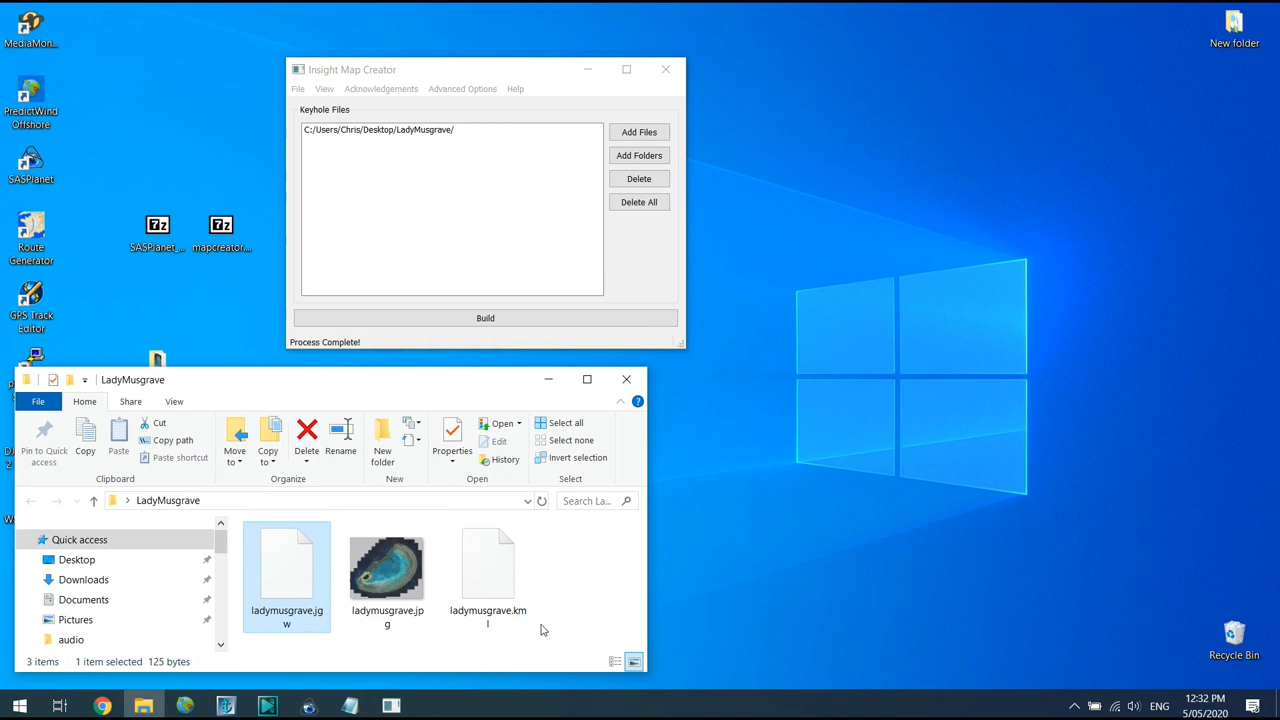 MediaMon...
New folder
PredictWind
Offshore
SASPlanet
Route
Generator
GPS Track
Editor
SASPlanet_...
mapcreator....
Insight Map Creator
File View Acknowledgements Advanced Options Help
Keyhole Files
C:/Users/Chris/Desktop/LadyMusgrave/
Add Files
Add Folders
Delete
Delete All
Build
Process Complete!
LadyMusgrave
File Home Share View
Pin to Quick
access
Copy
Paste
Cut
Copy path
Paste shortcut
Clipboard
Move
to
Copy
to
Delete
Rename
Organize
New
folder
New
Properties
Open
Edit
History
Open
Select all
Select none
Invert selection
Select
LadyMusgrave
Search La...
Quick access
Desktop
Downloads
Documents
Pictures
audio
ladymusgrave.jg
w
ladymusgrave.jp
g
ladymusgrave.km
l
3 items 1 item selected 125 bytes
Recycle Bin
ENG
12:32 PM
5/05/2020